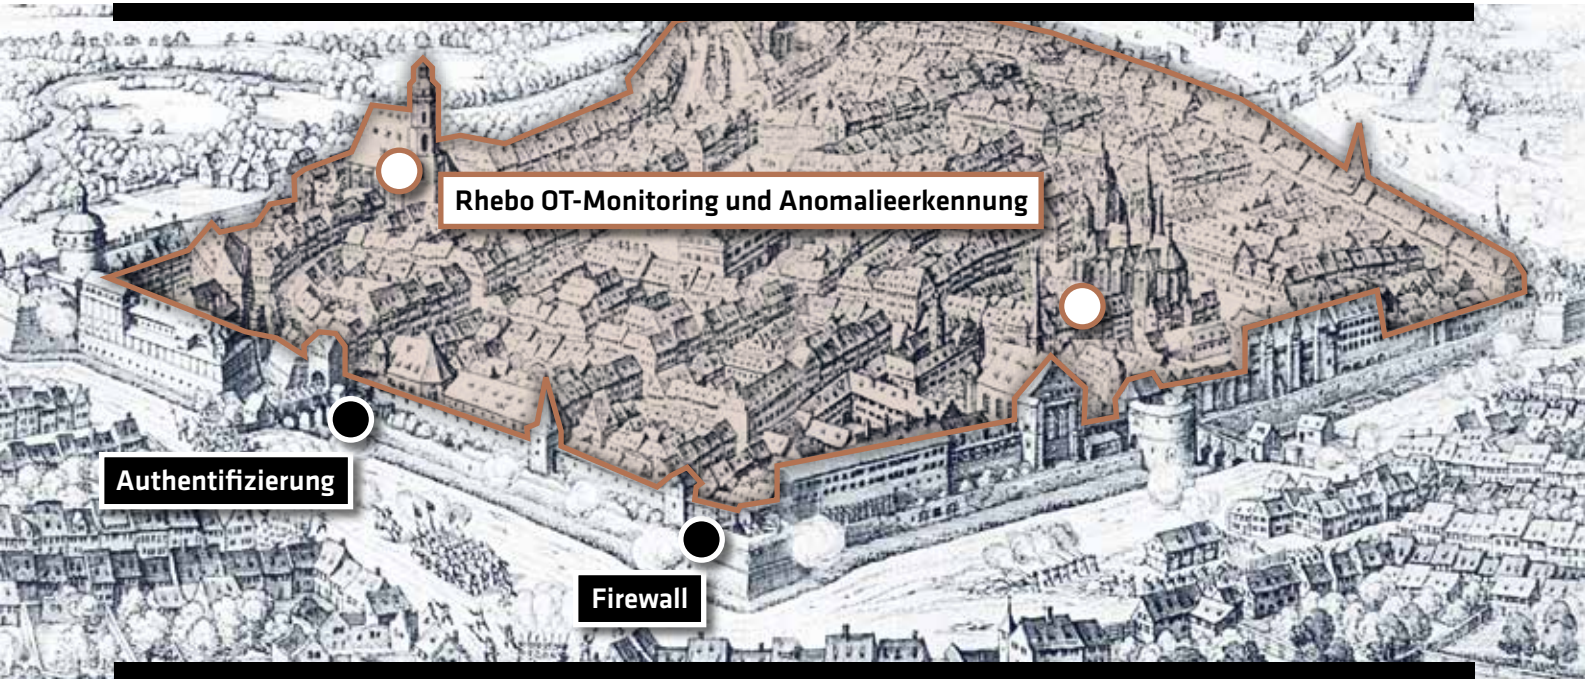 Rhebo OT-Monitoring und Anomalieerkennung
Authentifizierung
Firewall